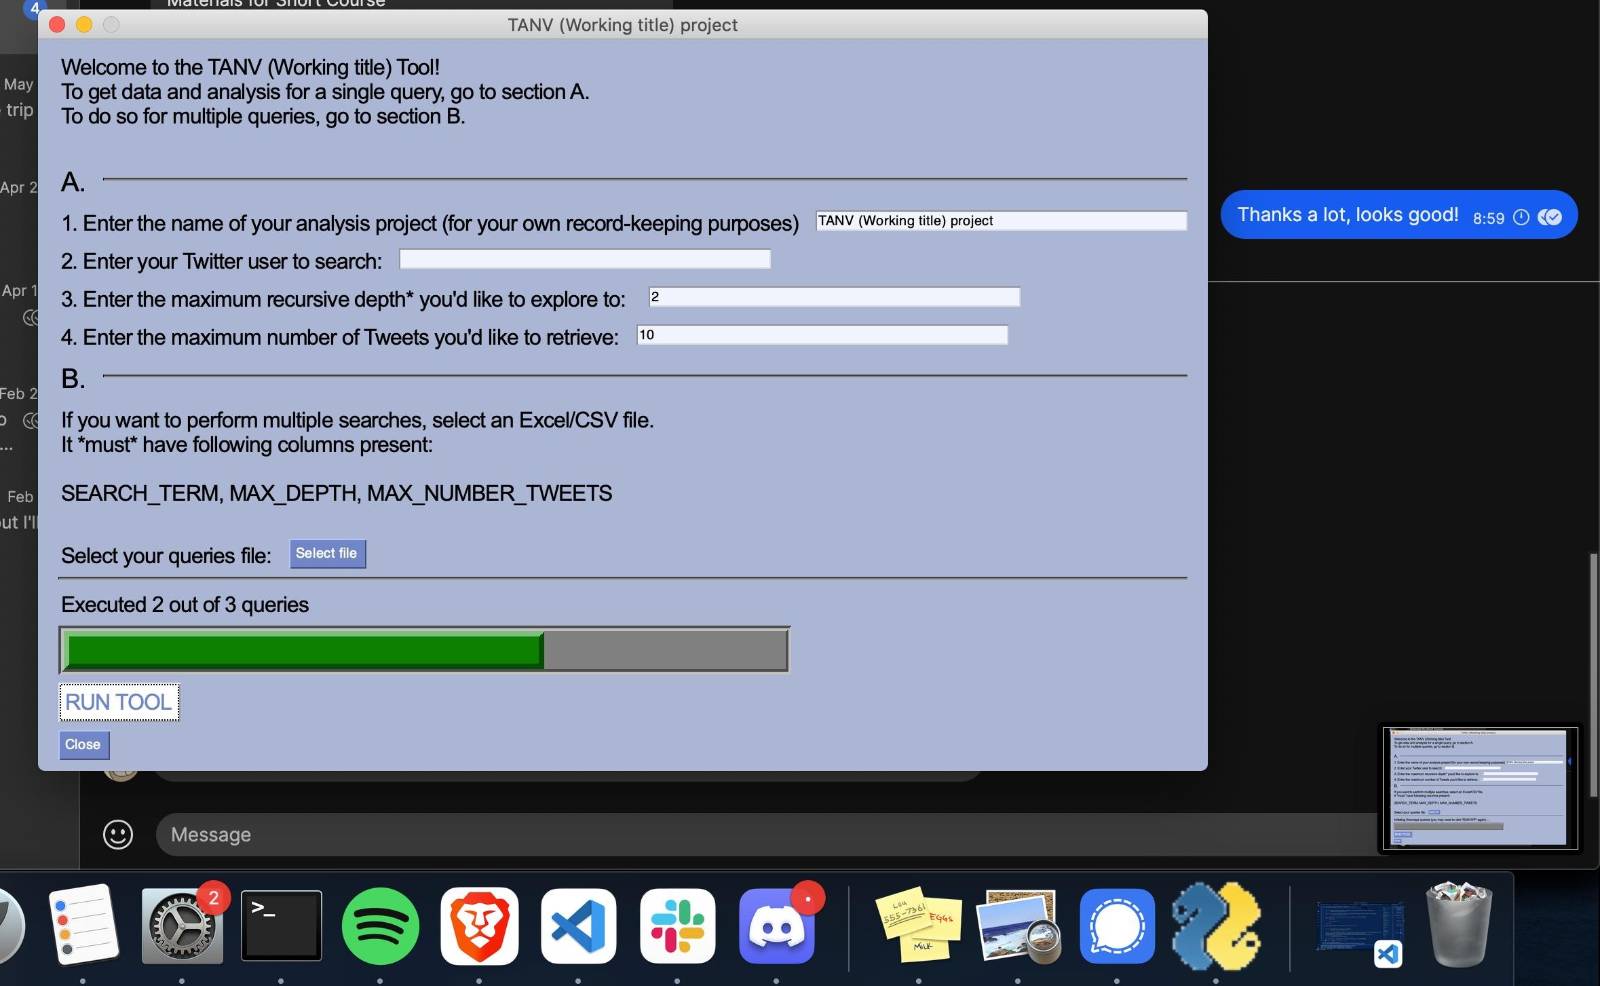 4
Materials for Short Course
TANV (Working title) project
May
trip
Apr 2
Apr 1
Feb 2
...
Feb
but I'll
Welcome to the TANV (Working title) Tool!
To get data and analysis for a single query, go to section A.
To do so for multiple queries, go to section B.
A.
1. Enter the name of your analysis project (for your own record-keeping purposes) TANV (Working title) project
2. Enter your Twitter user to search:
3. Enter the maximum recursive depth* you'd like to explore to: 2
4. Enter the maximum number of Tweets you'd like to retrieve: 10
B.
If you want to perform multiple searches, select an Excel/CSV file.
It *must* have following columns present:
SEARCH_TERM, MAX_DEPTH, MAX_NUMBER_TWEETS
Select your queries file: Select file
Executed 2 out of 3 queries
RUN TOOL
Close
Thanks a lot, looks good! 8:59
Message
2
>_
555-7361
EGGS
MILK